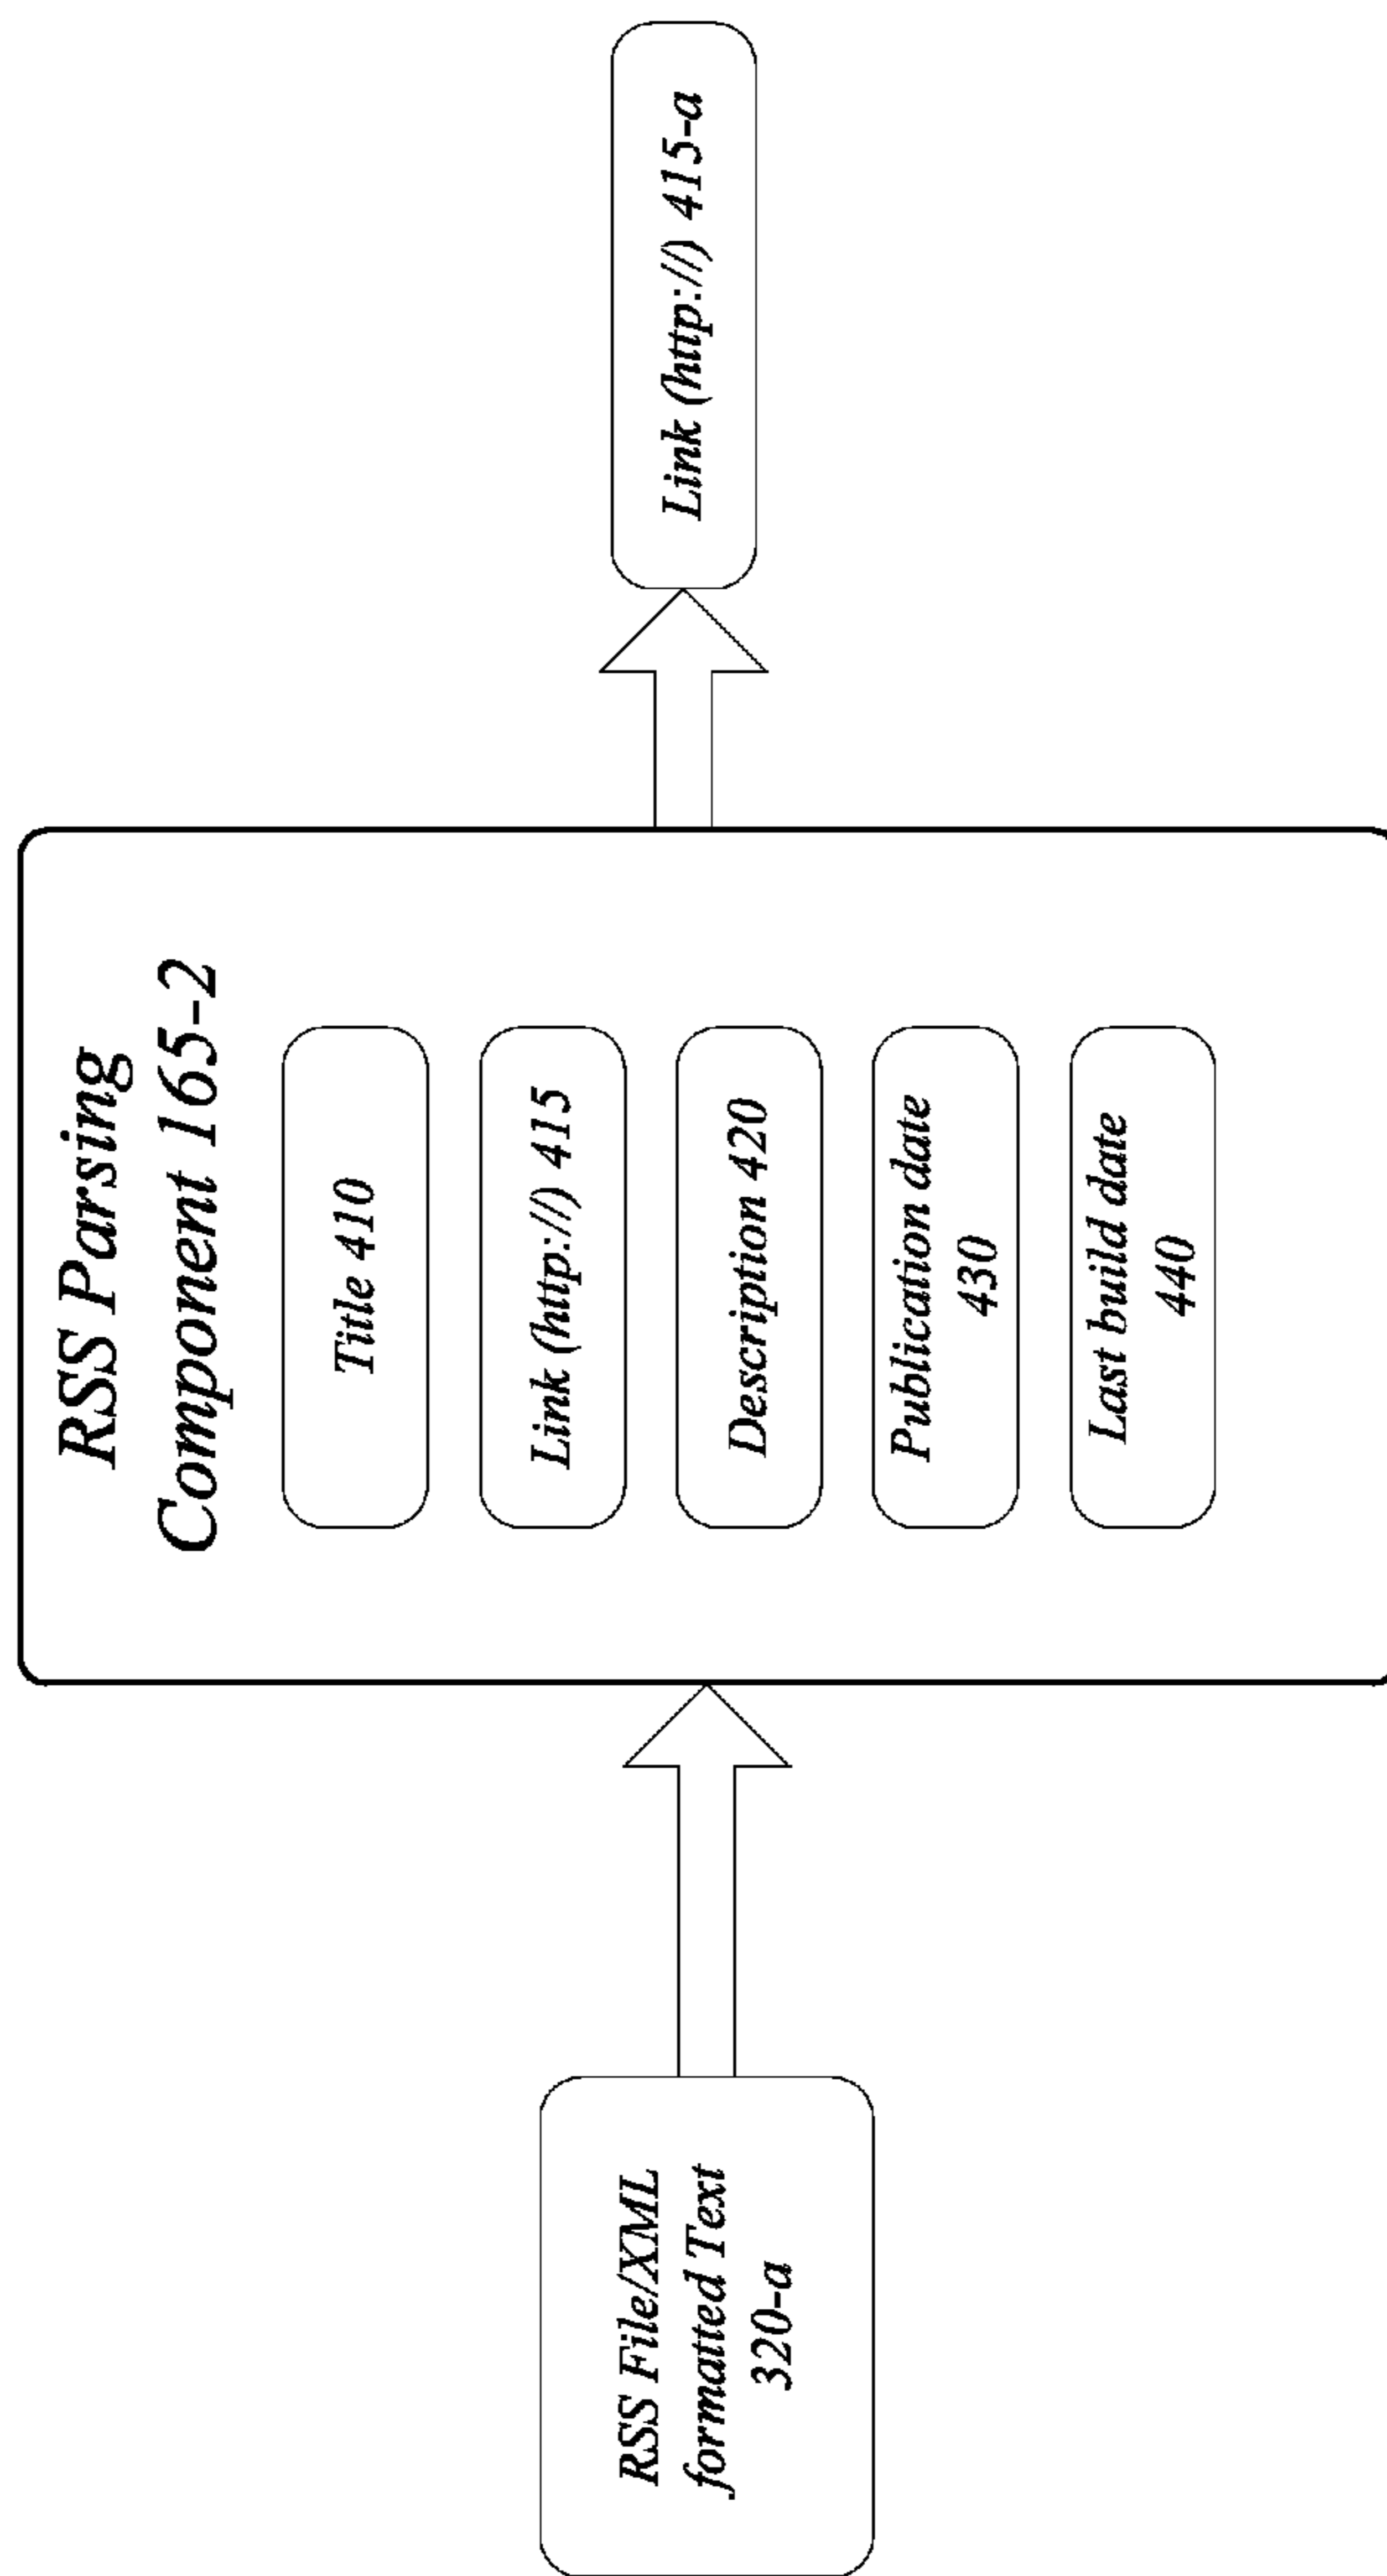 RSS File/XML
formatted Text
320-a
RSS Parsing
Component 165-2
Title 410
Link (http://) 415
Description 420
Publication date
430
Last build date
440
Link (http://) 415-a